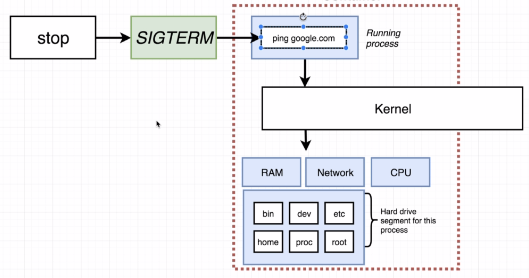 stop
SIGTERM
ping google.com
Running
process
Kernel
RAM
Network
CPU
bin
dev
etc
home
proc
root
Hard drive
segment for this
process